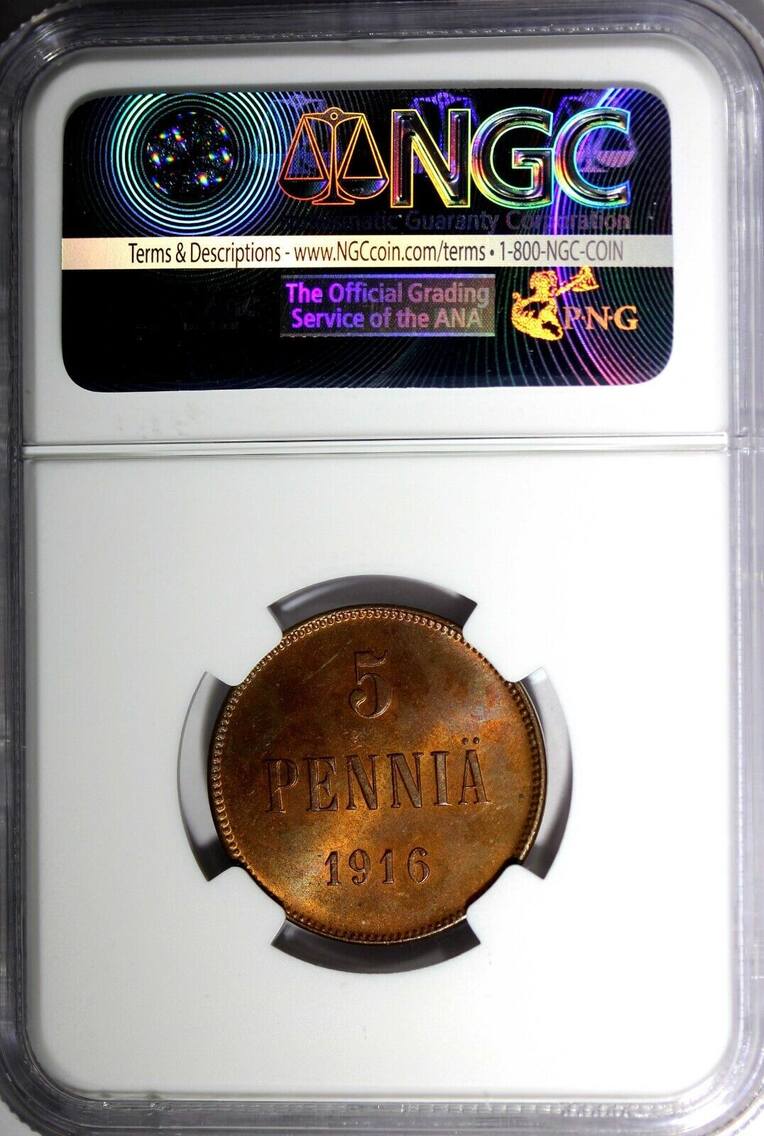 NGC
Numismatic Guaranty Corporation
Terms & Descriptions - www.NGCcoin.com/terms • 1-800-NGC-COIN
The Official Grading
Service of the ANA
P·N·G
5
PENNIÄ
1916